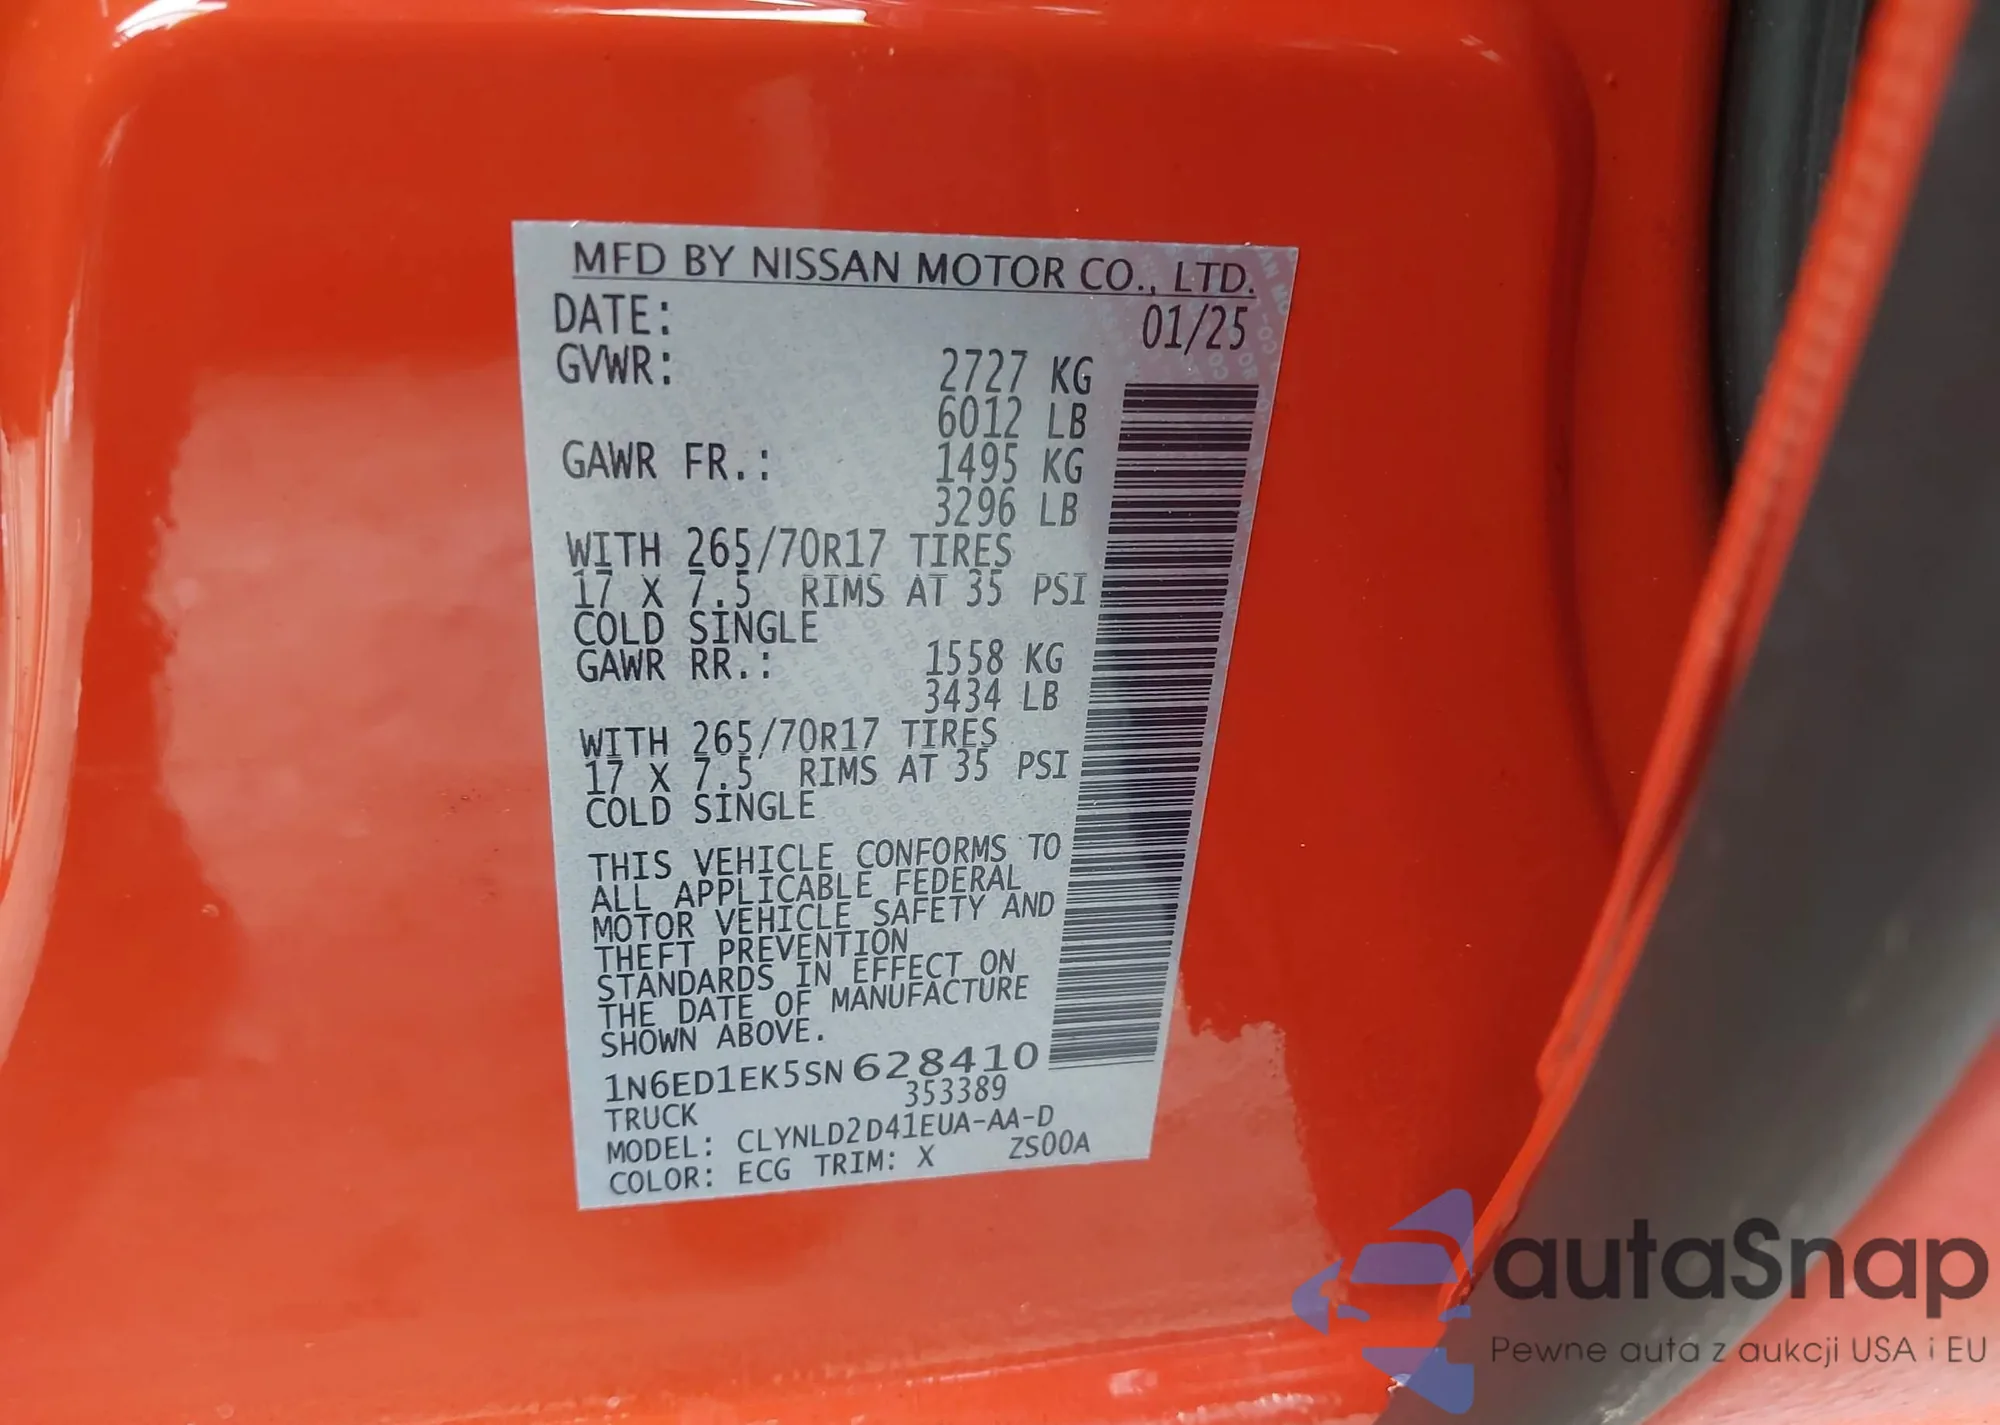 MFD BY NISSAN MOTOR CO., LTD.
DATE: 01/25
GVWR: 2727 KG
6012 LB
GAWR FR.: 1495 KG
3296 LB
WITH 265/70R17 TIRES
17 X 7.5 RIMS AT 35 PSI
COLD SINGLE
GAWR RR.: 1558 KG
3434 LB
WITH 265/70R17 TIRES
17 X 7.5 RIMS AT 35 PSI
COLD SINGLE
THIS VEHICLE CONFORMS TO
ALL APPLICABLE FEDERAL
MOTOR VEHICLE SAFETY AND
THEFT PREVENTION
STANDARDS IN EFFECT ON
THE DATE OF MANUFACTURE
SHOWN ABOVE.
1N6ED1EK5SN628410
353389
TRUCK
MODEL: CLYNLD2D41EUA-AA-D
COLOR: ECG TRIM: X ZS00A
autaSnap
Pewne auta z aukcji USA i EU